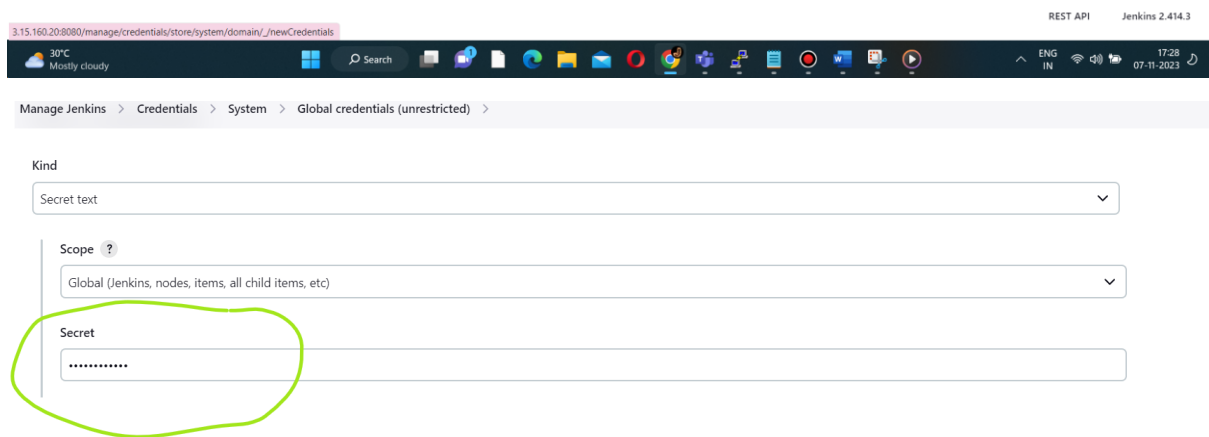 REST API Jenkins 2.414.3
3.15.160.20:8080/manage/credentials/store/system/domain/_/newCredentials
30°C
Mostly cloudy
Search
ENG
IN
17:28
07-11-2023
Manage Jenkins > Credentials > System > Global credentials (unrestricted) >
Kind
Secret text
Scope ?
Global (Jenkins, nodes, items, all child items, etc)
Secret
••••••••••••